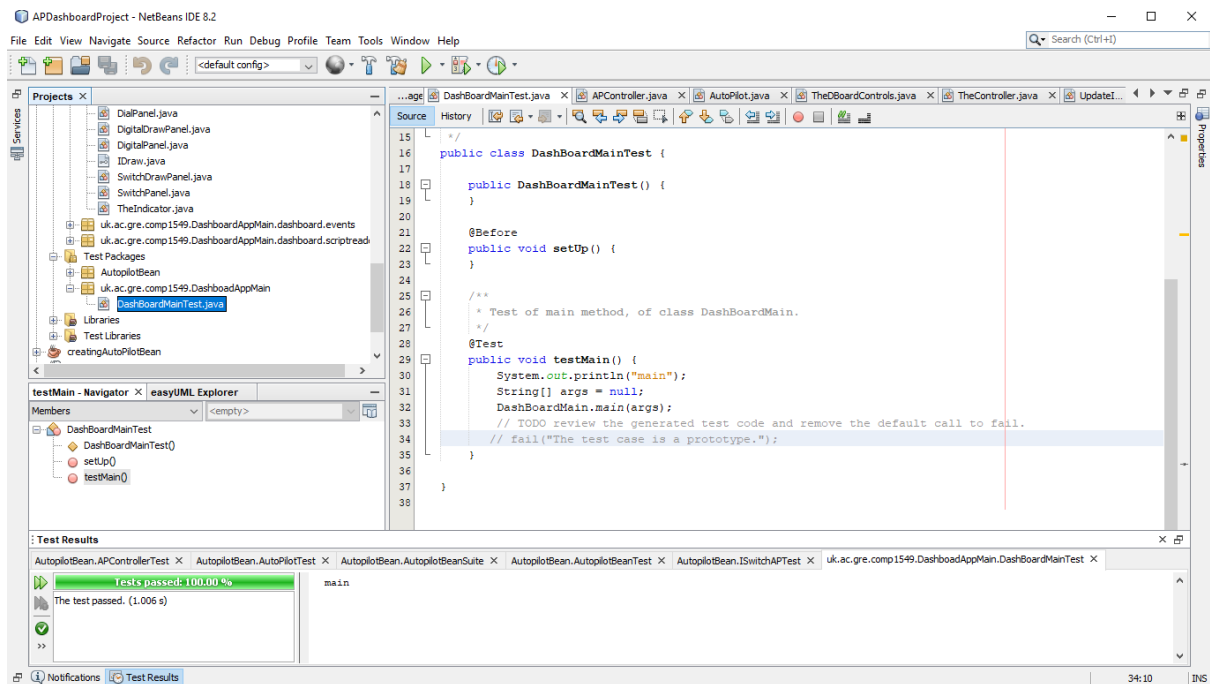 APDashboardProject - NetBeans IDE 8.2
File Edit View Navigate Source Refactor Run Debug Profile Team Tools Window Help
Search (Ctrl+I)
<default config>
Services
Projects
DialPanel.java
DigitalDrawPanel.java
DigitalPanel.java
IDraw.java
SwitchDrawPanel.java
SwitchPanel.java
TheIndicator.java
uk.ac.gre.comp1549.DashboardAppMain.dashboard.events
uk.ac.gre.comp1549.DashboardAppMain.dashboard.scriptreade
Test Packages
AutopilotBean
uk.ac.gre.comp1549.DashboadAppMain
DashBoardMainTest.java
Libraries
Test Libraries
creatingAutoPilotBean
testMain - Navigator easyUML Explorer
Members <empty>
DashBoardMainTest
DashBoardMainTest()
setUp()
testMain()
...age DashBoardMainTest.java APController.java AutoPilot.java TheDBoardControls.java TheController.java UpdateI...
Source History
Properties
15 */
16 public class DashBoardMainTest {
17
18 public DashBoardMainTest() {
19 }
20
21 @Before
22 public void setUp() {
23 }
24
25 /**
26 * Test of main method, of class DashBoardMain.
27 */
28 @Test
29 public void testMain() {
30 System.out.println("main");
31 String[] args = null;
32 DashBoardMain.main(args);
33 // TODO review the generated test code and remove the default call to fail.
34 // fail("The test case is a prototype.");
35 }
36
37 }
38
Test Results
AutopilotBean.APControllerTest AutopilotBean.AutoPilotTest AutopilotBean.AutopilotBeanSuite AutopilotBean.AutopilotBeanTest AutopilotBean.ISwitchAPTest uk.ac.gre.comp1549.DashboadAppMain.DashBoardMainTest
Tests passed: 100.00 %
The test passed. (1.006 s)
main
Notifications Test Results
34:10 INS